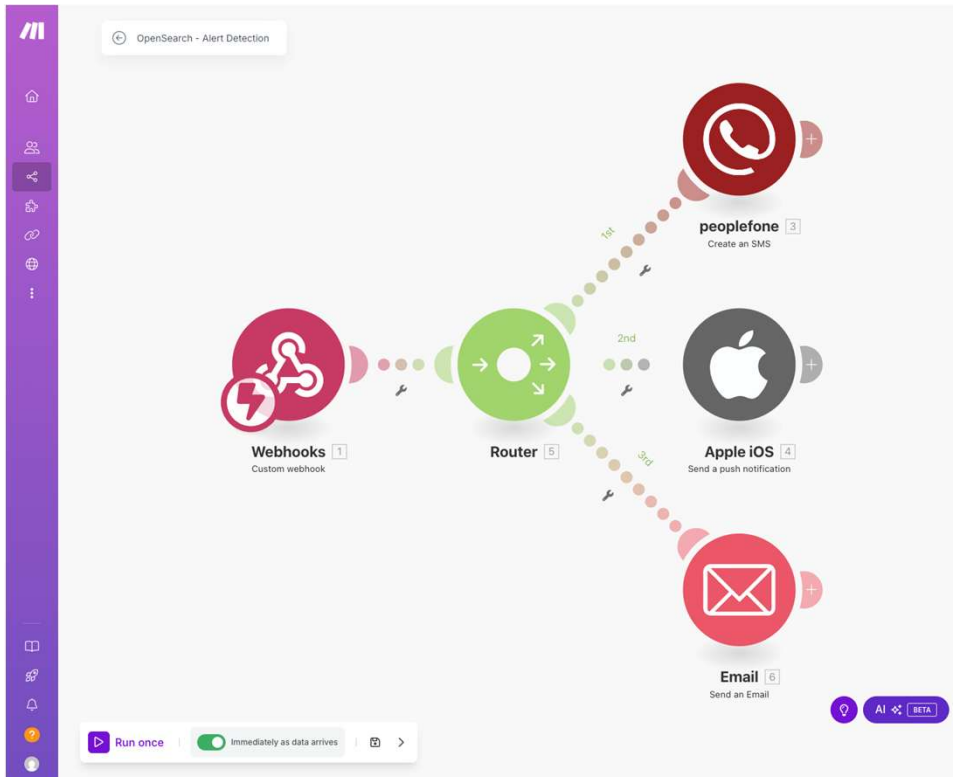 OpenSearch - Alert Detection
1st
peoplefone 3
Create an SMS
2nd
Webhooks 1
Custom webhook
Router 5
Apple iOS 4
Send a push notification
3rd
Email 6
Send an Email
AI BETA
Run once
Immediately as data arrives
?